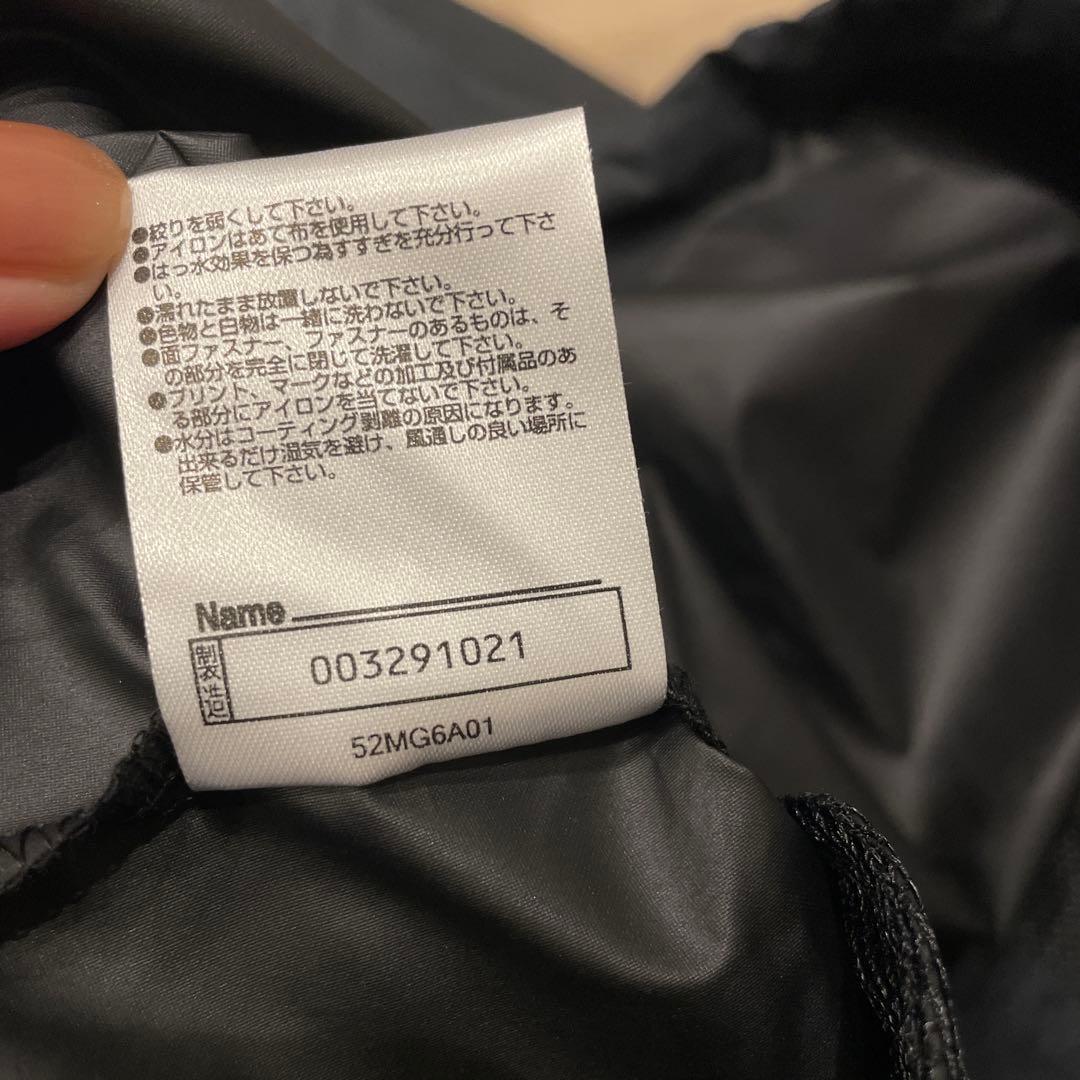 ●絞りを弱くして下さい。
●アイロンはあて布を使用して下さい。
●はっ水効果を保つ為すすぎを充分行って下さ
い。
●濡れたまま放置しないで下さい。
●色物と白物は一緒に洗わないで下さい。
●面ファスナー、ファスナーのあるものは、そ
の部分を完全に閉じて洗濯して下さい。
●プリント、マークなどの加工及び付属品のあ
る部分にアイロンを当てないで下さい。
●水分はコーティング剥離の原因になります。
出来るだけ湿気を避け、風通しの良い場所に
保管して下さい。
Name
003291021
52MG6A01